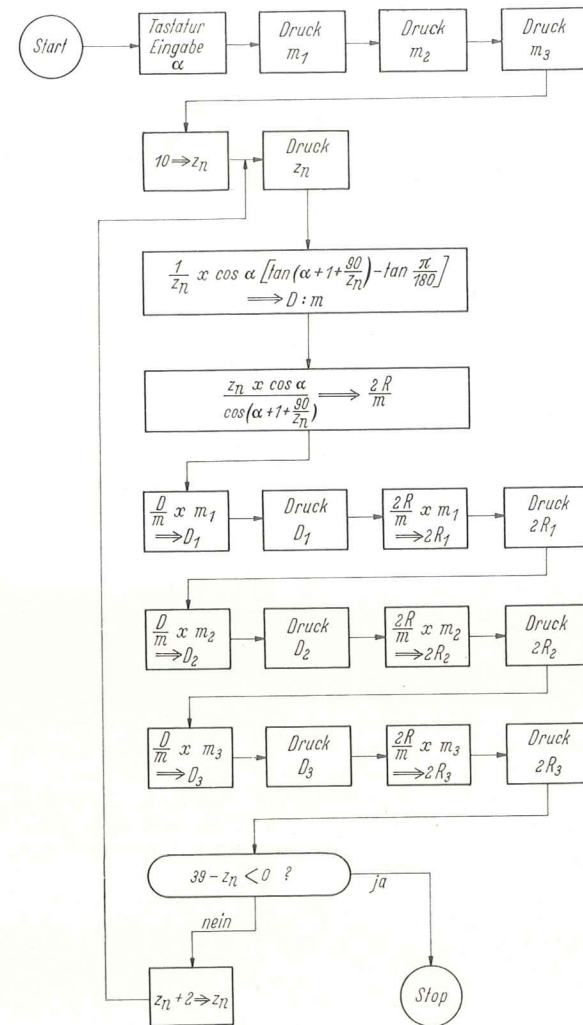 Start
Tastatur
Eingabe
α
Druck
m₁
Druck
m₂
Druck
m₃
10 ⇒ zₙ
Druck
zₙ
1/zₙ x cos α [tan(α+1+90/zₙ)-tan π/180]
⟹ D : m
zₙ x cos α / cos(α+1+90/zₙ) ⟹ 2R/m
D/m x m₁
⟹ D₁
Druck
D₁
2R/m x m₁
⟹ 2R₁
Druck
2R₁
D/m x m₂
⟹ D₂
Druck
D₂
2R/m x m₂
⟹ 2R₂
Druck
2R₂
D/m x m₃
⟹ D₃
Druck
D₃
2R/m x m₃
⟹ 2R₃
Druck
2R₃
39 - zₙ < 0 ?
ja
nein
zₙ + 2 ⇒ zₙ
Stop